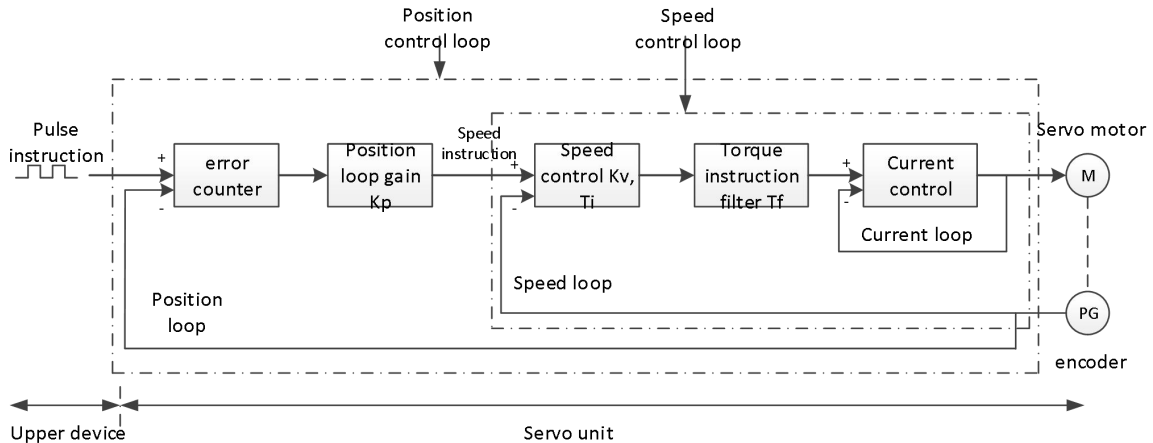 Position
control loop
Speed
control loop
Pulse
instruction
+
-
error
counter
Position
loop gain
Kp
Speed
instruction
+
-
Speed
control Kv,
Ti
Torque
instruction
filter Tf
+
-
Current
control
Current loop
Servo motor
M
Speed loop
Position
loop
PG
encoder
Upper device
Servo unit